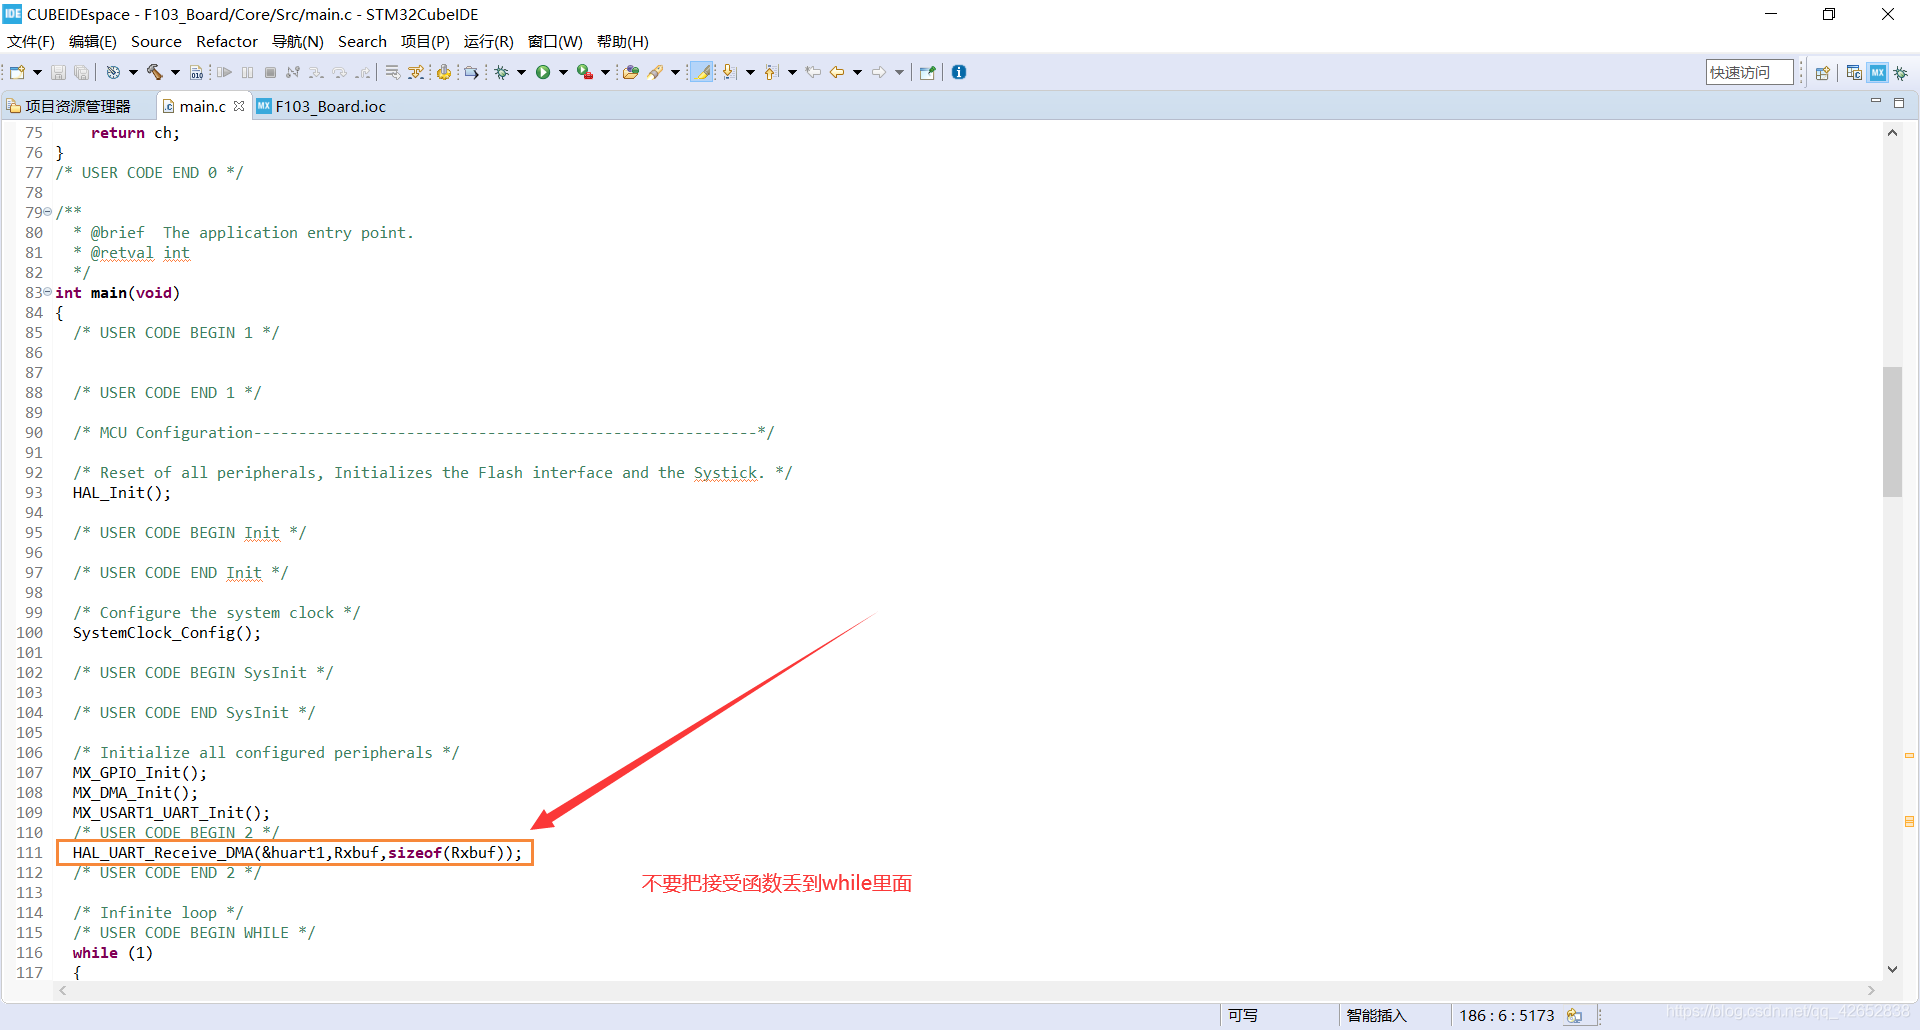 CUBEIDEspace - F103_Board/Core/Src/main.c - STM32CubeIDE
文件(F) 编辑(E) Source Refactor 导航(N) Search 项目(P) 运行(R) 窗口(W) 帮助(H)
快速访问
项目资源管理器 main.c F103_Board.ioc
75 return ch;
76 }
77 /* USER CODE END 0 */
78
79 /**
80 * @brief  The application entry point.
81 * @retval int
82 */
83 int main(void)
84 {
85 /* USER CODE BEGIN 1 */
86
87
88 /* USER CODE END 1 */
89
90 /* MCU Configuration--------------------------------------------------------*/
91
92 /* Reset of all peripherals, Initializes the Flash interface and the Systick. */
93 HAL_Init();
94
95 /* USER CODE BEGIN Init */
96
97 /* USER CODE END Init */
98
99 /* Configure the system clock */
100 SystemClock_Config();
101
102 /* USER CODE BEGIN SysInit */
103
104 /* USER CODE END SysInit */
105
106 /* Initialize all configured peripherals */
107 MX_GPIO_Init();
108 MX_DMA_Init();
109 MX_USART1_UART_Init();
110 /* USER CODE BEGIN 2 */
111 HAL_UART_Receive_DMA(&huart1,Rxbuf,sizeof(Rxbuf));
112 /* USER CODE END 2 */
不要把接受函数丢到while里面
113
114 /* Infinite loop */
115 /* USER CODE BEGIN WHILE */
116 while (1)
117 {
可写 智能插入 186 : 6 : 5173
https://blog.csdn.net/qq_42652838